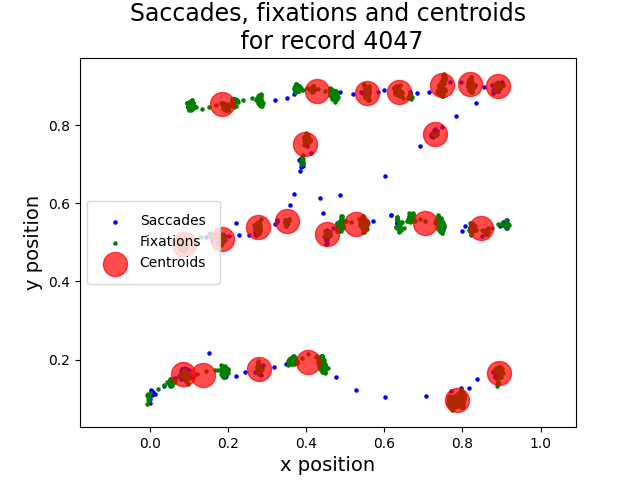 Saccades, fixations and centroids
for record 4047
y position
0.8
0.6
0.4
0.2
Saccades
Fixations
Centroids
0.0 0.2 0.4 0.6 0.8 1.0
x position